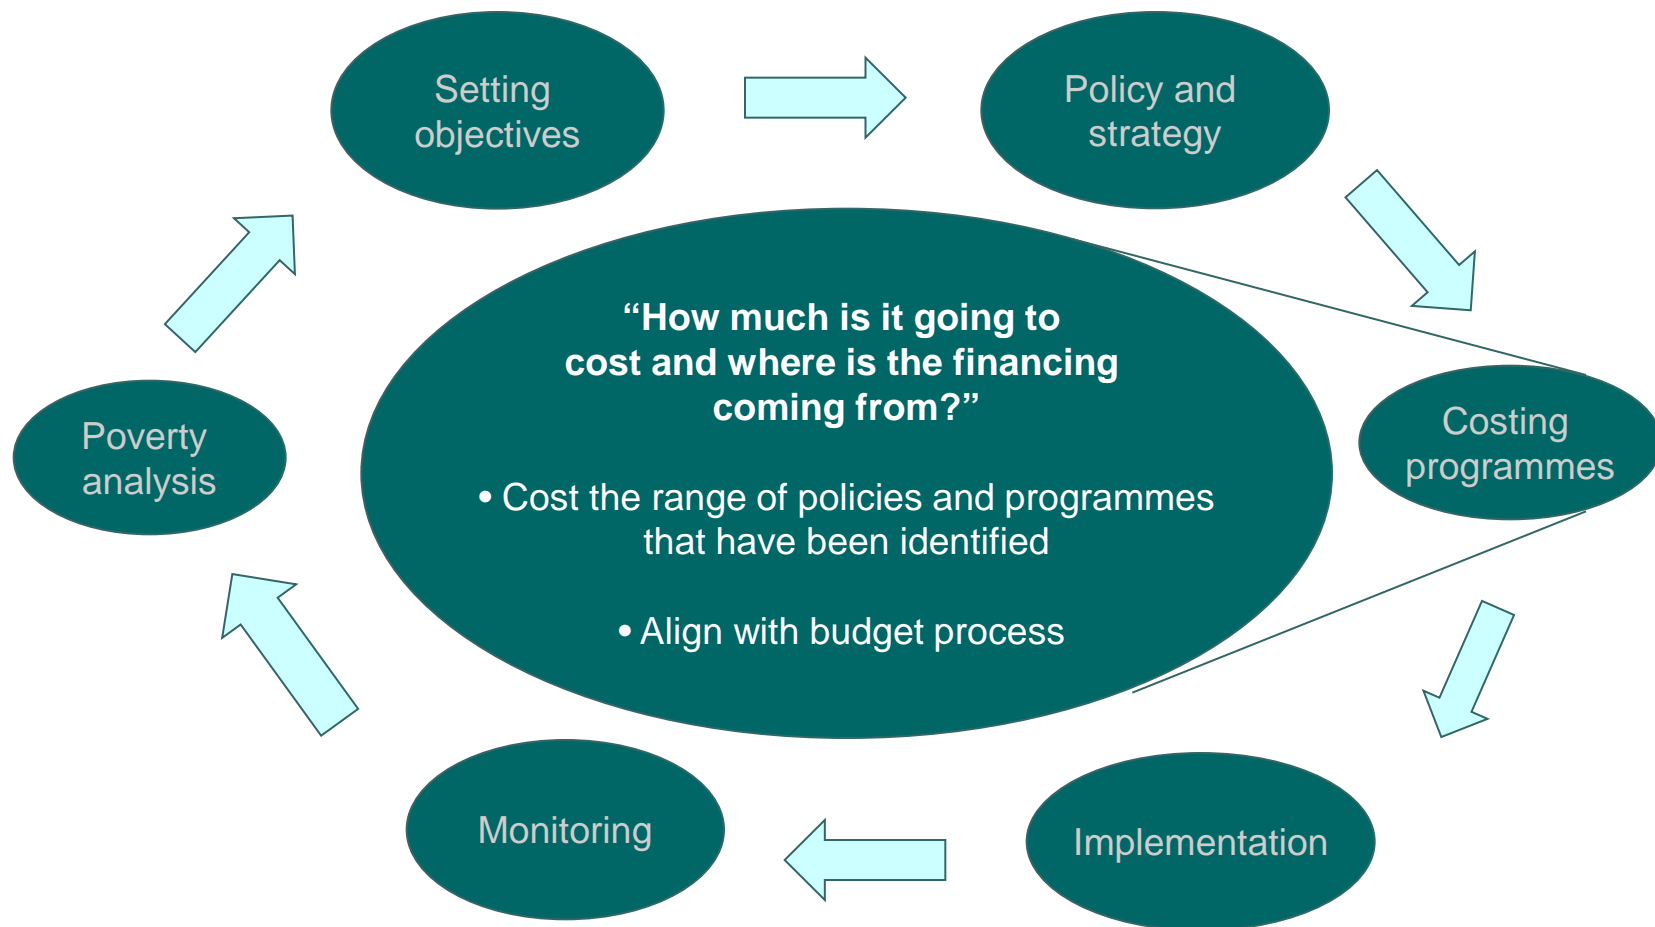 Setting
objectives
Policy and
strategy
“How much is it going to
cost and where is the financing
coming from?”
• Cost the range of policies and programmes
that have been identified
• Align with budget process
Poverty
analysis
Costing
programmes
Monitoring
Implementation